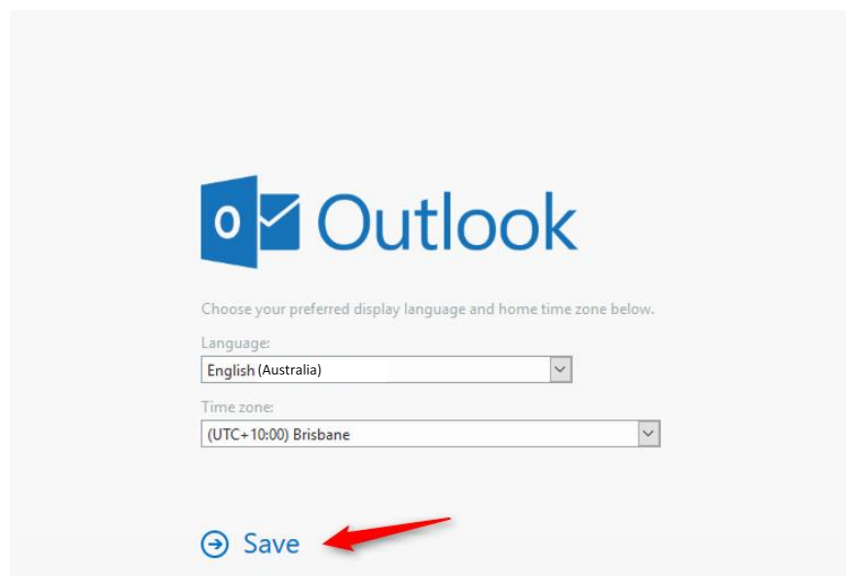 O Outlook
Choose your preferred display language and home time zone below.
Language:
English (Australia)
Time zone:
(UTC+10:00) Brisbane
Save